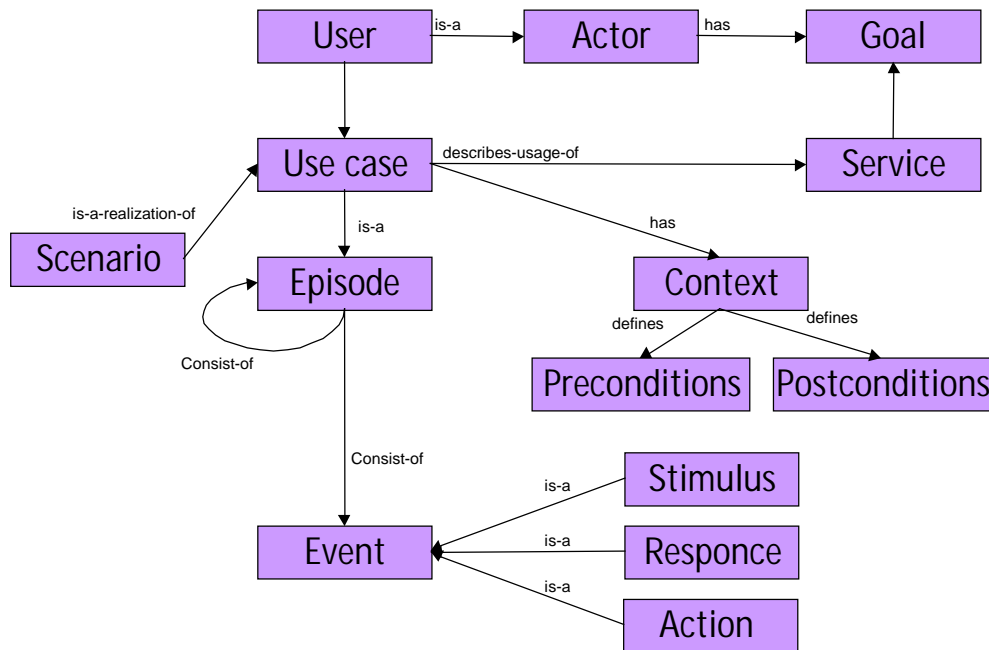 User
is-a
Actor
has
Goal
Use case
describes-usage-of
Service
is-a-realization-of
Scenario
is-a
has
Episode
Context
Consist-of
defines
defines
Preconditions
Postconditions
Consist-of
is-a
Stimulus
Event
is-a
Responce
is-a
Action